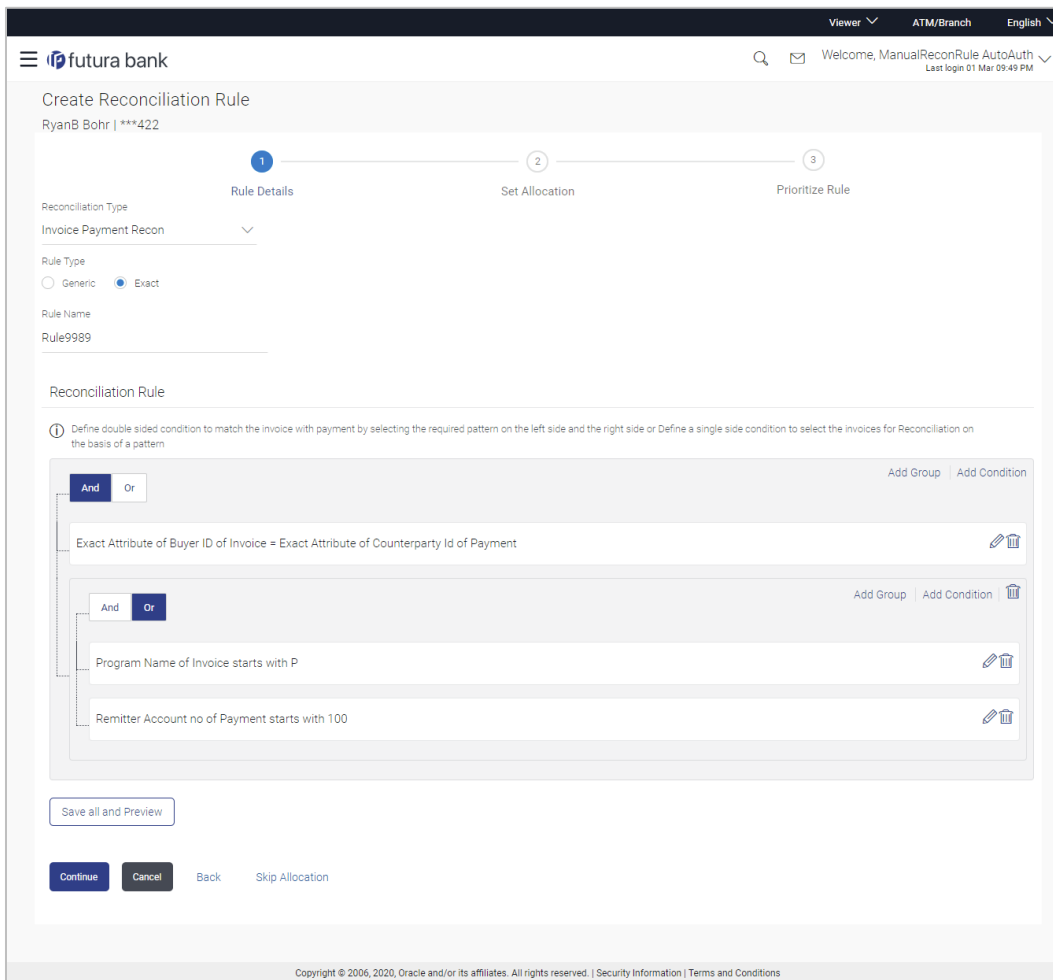 Viewer ATM/Branch English
futura bank
Welcome, ManualReconRule AutoAuth
Last login 01 Mar 09:49 PM
Create Reconciliation Rule
RyanB Bohr | ***422
1 2 3
Rule Details Set Allocation Prioritize Rule
Reconciliation Type
Invoice Payment Recon
Rule Type
Generic Exact
Rule Name
Rule9989
Reconciliation Rule
Define double sided condition to match the invoice with payment by selecting the required pattern on the left side and the right side or Define a single side condition to select the invoices for Reconciliation on
the basis of a pattern
Add Group Add Condition
And Or
Exact Attribute of Buyer ID of Invoice = Exact Attribute of Counterparty Id of Payment
Add Group Add Condition
And Or
Program Name of Invoice starts with P
Remitter Account no of Payment starts with 100
Save all and Preview
Continue Cancel Back Skip Allocation
Copyright © 2006, 2020, Oracle and/or its affiliates. All rights reserved. | Security Information | Terms and Conditions